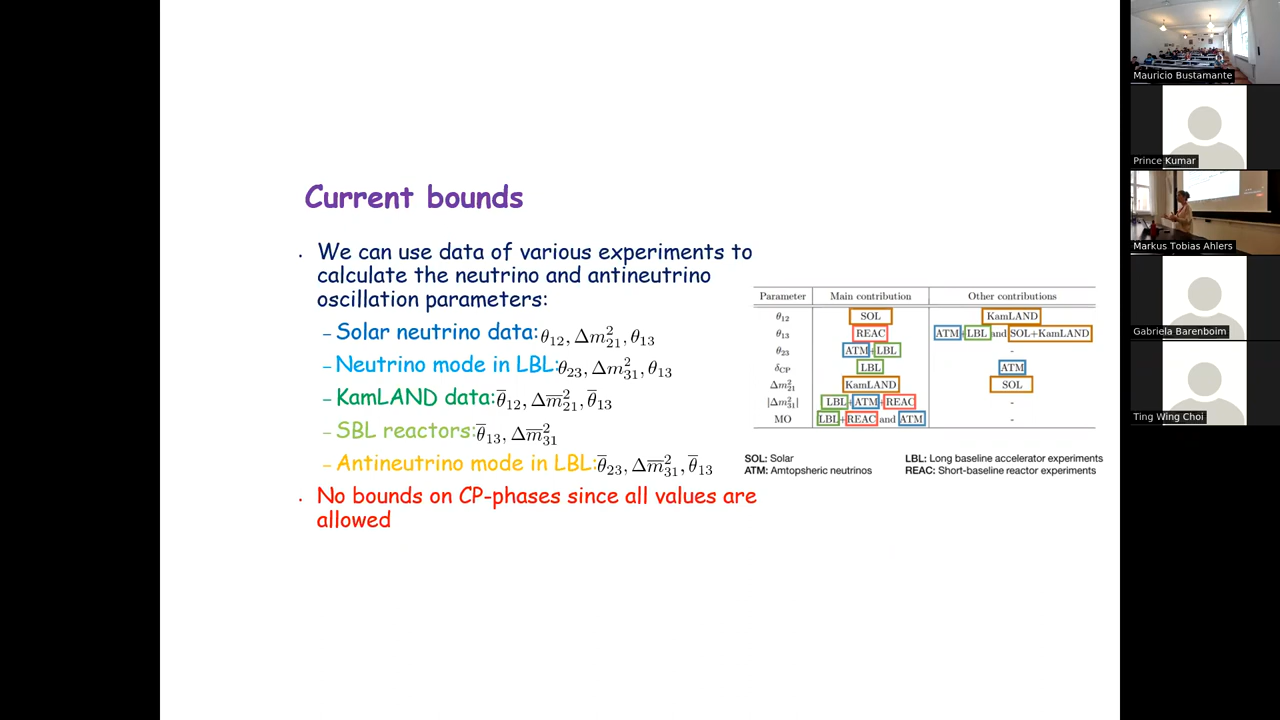 Current bounds
. We can use data of various experiments to
calculate the neutrino and antineutrino
oscillation parameters:
– Solar neutrino data: θ₁₂, Δm²₂₁, θ₁₃
– Neutrino mode in LBL: θ₂₃, Δm²₃₁, θ₁₃
– KamLAND data: θ̅₁₂, Δm̅²₂₁, θ̅₁₃
– SBL reactors: θ̅₁₃, Δm̅²₃₁
– Antineutrino mode in LBL: θ̅₂₃, Δm̅²₃₁, θ̅₁₃
. No bounds on CP-phases since all values are
allowed
Parameter Main contribution Other contributions
θ₁₂ SOL KamLAND
θ₁₃ REAC ATM+LBL and SOL+KamLAND
θ₂₃ ATM+LBL -
δCP LBL ATM
Δm²₂₁ KamLAND SOL
|Δm²₃₁| LBL+ATM+REAC -
MO LBL+REAC and ATM -
SOL: Solar LBL: Long baseline accelerator experiments
ATM: Amtopsheric neutrinos REAC: Short-baseline reactor experiments
Mauricio Bustamante
Prince Kumar
Markus Tobias Ahlers
Gabriela Barenboim
Ting Wing Choi